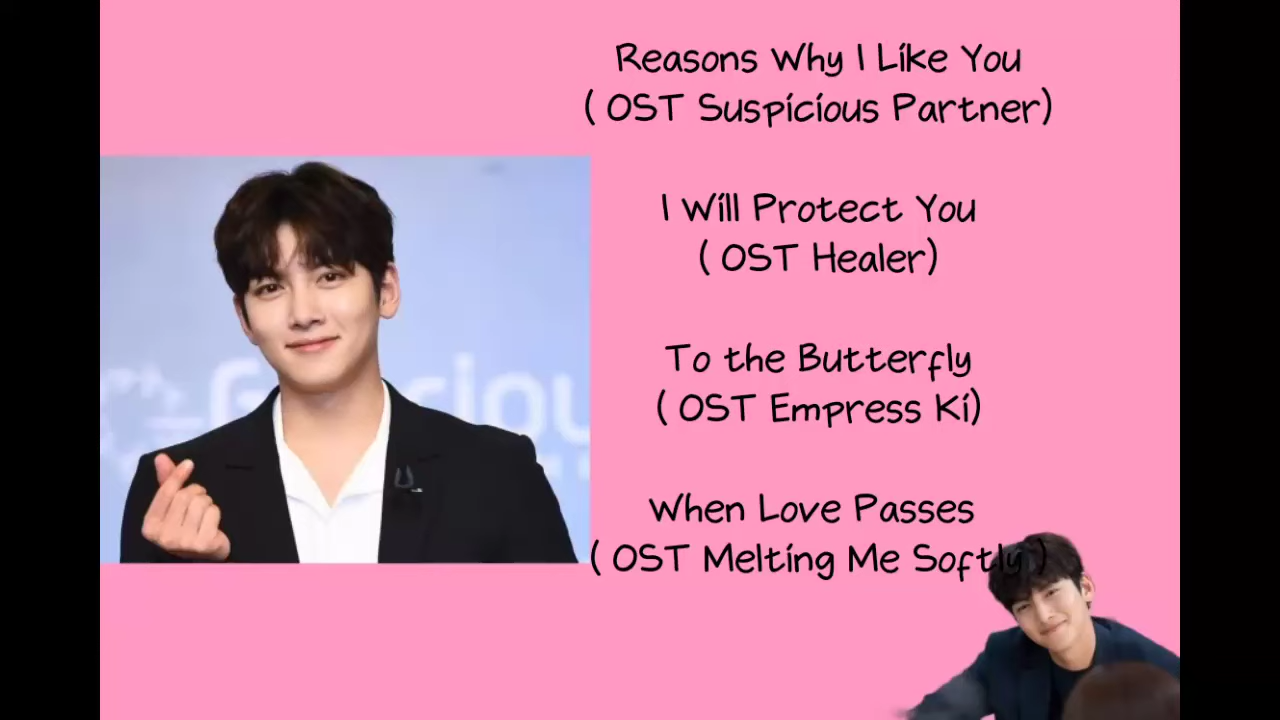 Reasons Why I Like You
( OST Suspicious Partner)
I Will Protect You
( OST Healer)
To the Butterfly
( OST Empress Ki)
When Love Passes
( OST Melting Me Softly )